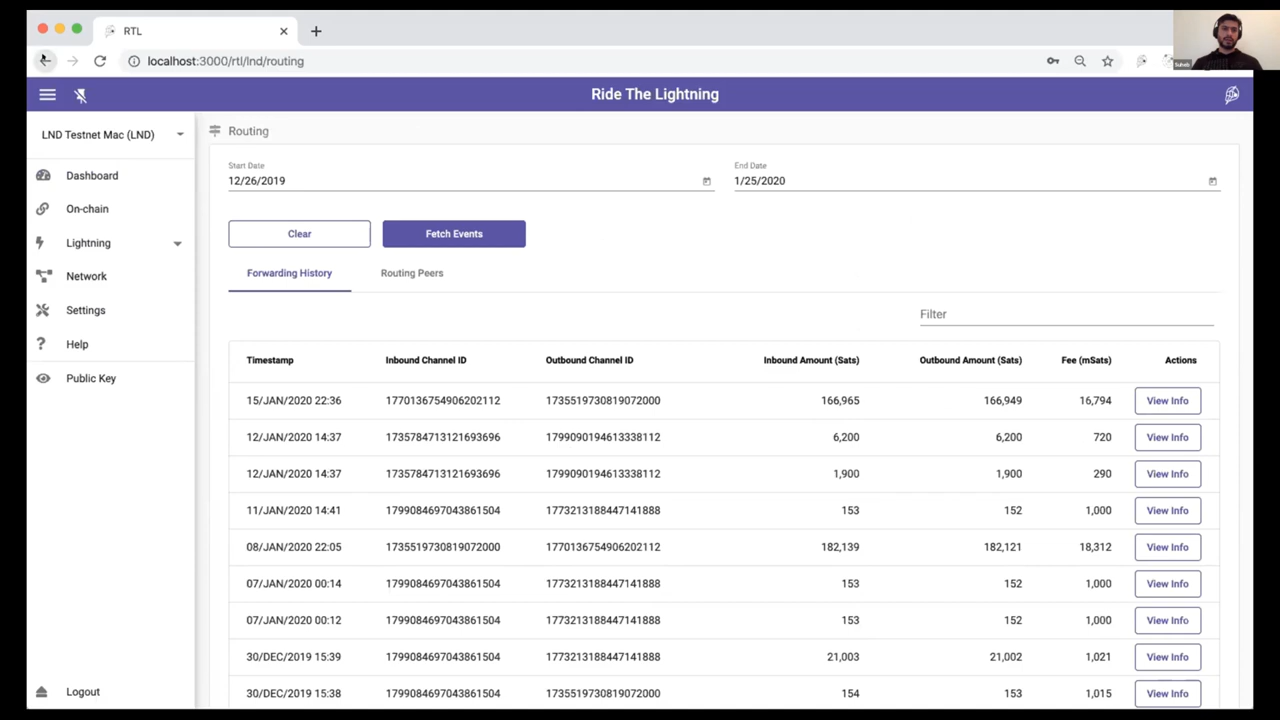 RTL
localhost:3000/rtl/lnd/routing
Suheb
Ride The Lightning
LND Testnet Mac (LND)
Dashboard
On-chain
Lightning
Network
Settings
Help
Public Key
Logout
Routing
Start Date
12/26/2019
End Date
1/25/2020
Clear
Fetch Events
Forwarding History Routing Peers
Filter
Timestamp Inbound Channel ID Outbound Channel ID Inbound Amount (Sats) Outbound Amount (Sats) Fee (mSats) Actions
15/JAN/2020 22:36 1770136754906202112 1735519730819072000 166,965 166,949 16,794 View Info
12/JAN/2020 14:37 1735784713121693696 1799090194613338112 6,200 6,200 720 View Info
12/JAN/2020 14:37 1735784713121693696 1799090194613338112 1,900 1,900 290 View Info
11/JAN/2020 14:41 1799084697043861504 1773213188447141888 153 152 1,000 View Info
08/JAN/2020 22:05 1735519730819072000 1770136754906202112 182,139 182,121 18,312 View Info
07/JAN/2020 00:14 1799084697043861504 1773213188447141888 153 152 1,000 View Info
07/JAN/2020 00:12 1799084697043861504 1773213188447141888 153 152 1,000 View Info
30/DEC/2019 15:39 1799084697043861504 1773213188447141888 21,003 21,002 1,021 View Info
30/DEC/2019 15:38 1799084697043861504 1735519730819072000 154 153 1,015 View Info